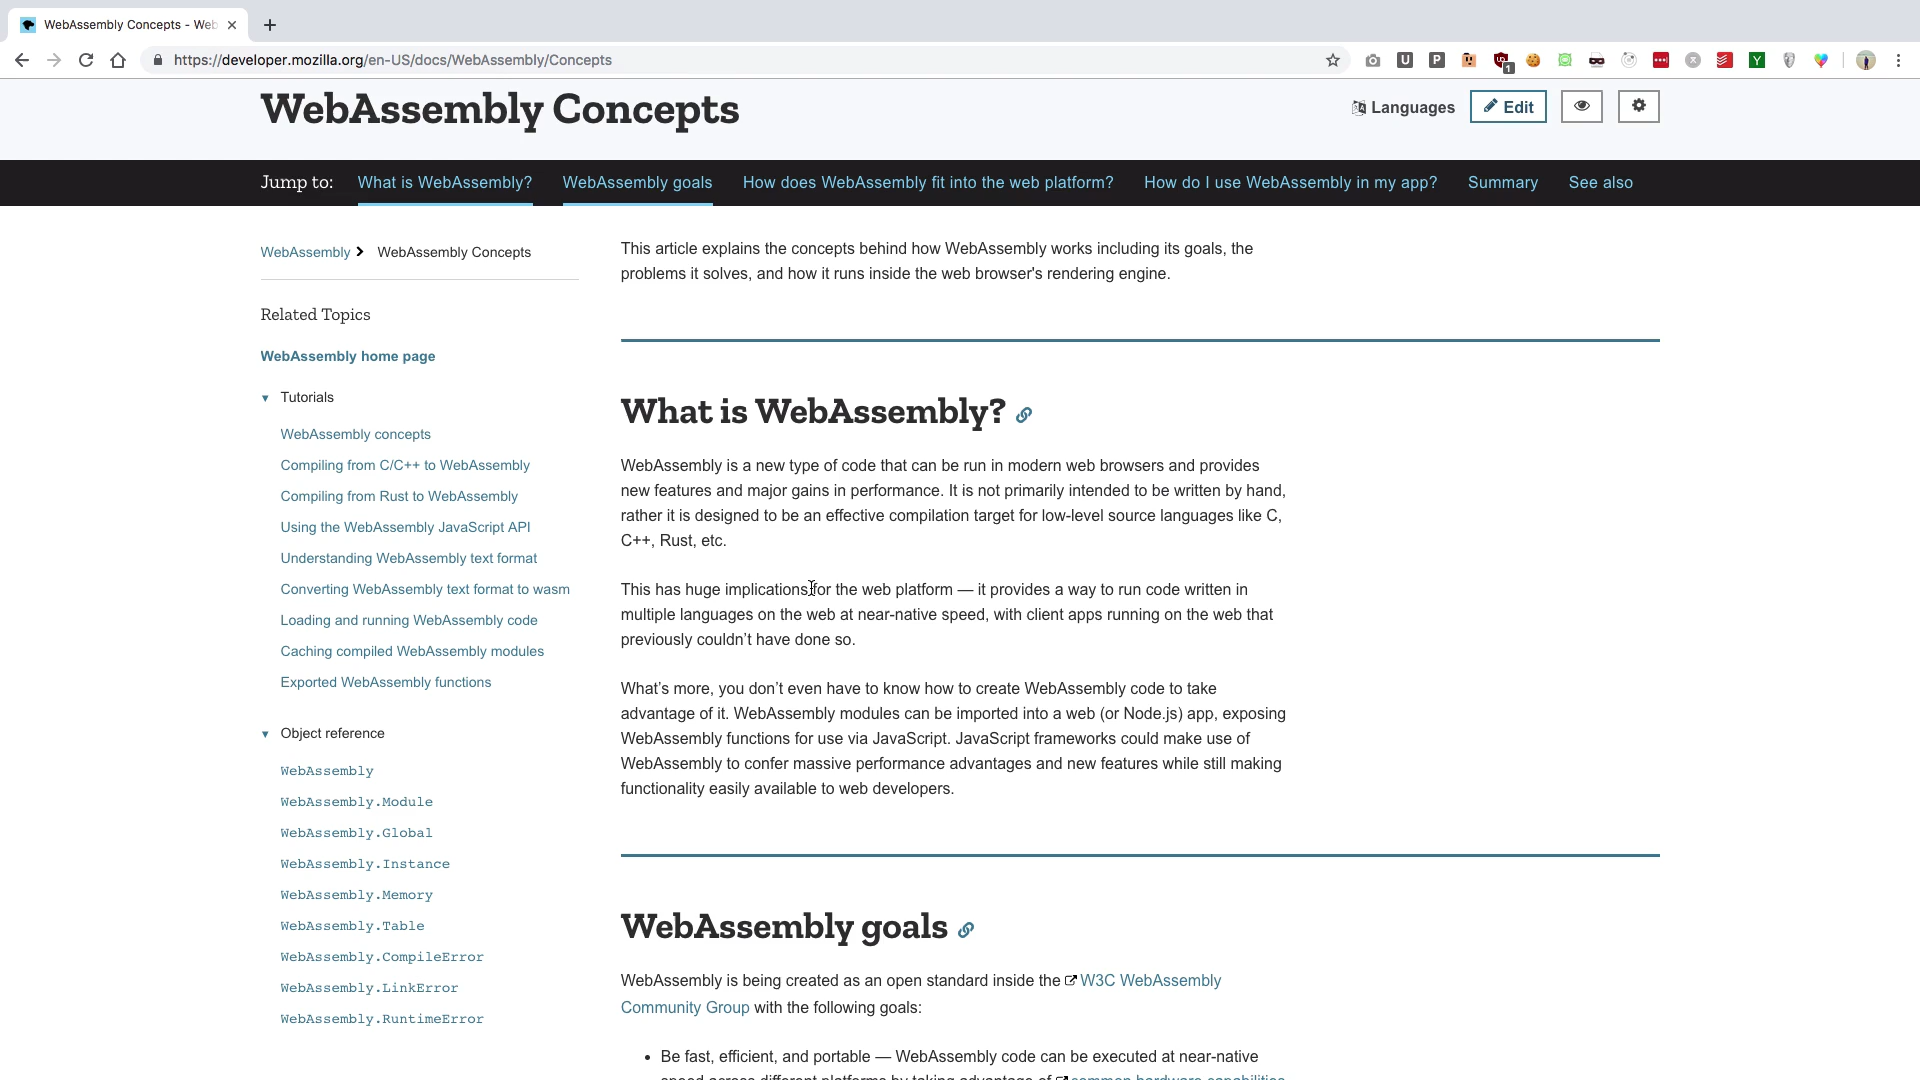 WebAssembly Concepts - Web
https://developer.mozilla.org/en-US/docs/WebAssembly/Concepts
U
P
1
Y
WebAssembly Concepts
Languages
Edit
Jump to: What is WebAssembly? WebAssembly goals How does WebAssembly fit into the web platform? How do I use WebAssembly in my app? Summary See also
WebAssembly WebAssembly Concepts
Related Topics
WebAssembly home page
Tutorials
WebAssembly concepts
Compiling from C/C++ to WebAssembly
Compiling from Rust to WebAssembly
Using the WebAssembly JavaScript API
Understanding WebAssembly text format
Converting WebAssembly text format to wasm
Loading and running WebAssembly code
Caching compiled WebAssembly modules
Exported WebAssembly functions
Object reference
WebAssembly
WebAssembly.Module
WebAssembly.Global
WebAssembly.Instance
WebAssembly.Memory
WebAssembly.Table
WebAssembly.CompileError
WebAssembly.LinkError
WebAssembly.RuntimeError
This article explains the concepts behind how WebAssembly works including its goals, the
problems it solves, and how it runs inside the web browser's rendering engine.
What is WebAssembly?
WebAssembly is a new type of code that can be run in modern web browsers and provides
new features and major gains in performance. It is not primarily intended to be written by hand,
rather it is designed to be an effective compilation target for low-level source languages like C,
C++, Rust, etc.
This has huge implications for the web platform — it provides a way to run code written in
multiple languages on the web at near-native speed, with client apps running on the web that
previously couldn’t have done so.
What’s more, you don’t even have to know how to create WebAssembly code to take
advantage of it. WebAssembly modules can be imported into a web (or Node.js) app, exposing
WebAssembly functions for use via JavaScript. JavaScript frameworks could make use of
WebAssembly to confer massive performance advantages and new features while still making
functionality easily available to web developers.
WebAssembly goals
WebAssembly is being created as an open standard inside the W3C WebAssembly
Community Group with the following goals:
• Be fast, efficient, and portable — WebAssembly code can be executed at near-native
speed across different platforms by taking advantage of common hardware capabilities